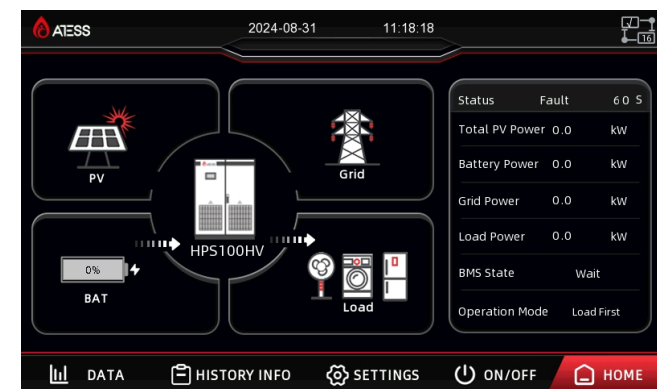 ATESS 2024-08-31 11:18:18
16
PV
Grid
HPS100HV
0%
BAT
Load
Status Fault 60 S
Total PV Power 0.0 kW
Battery Power 0.0 kW
Grid Power 0.0 kW
Load Power 0.0 kW
BMS State Wait
Operation Mode Load First
DATA HISTORY INFO SETTINGS ON/OFF HOME